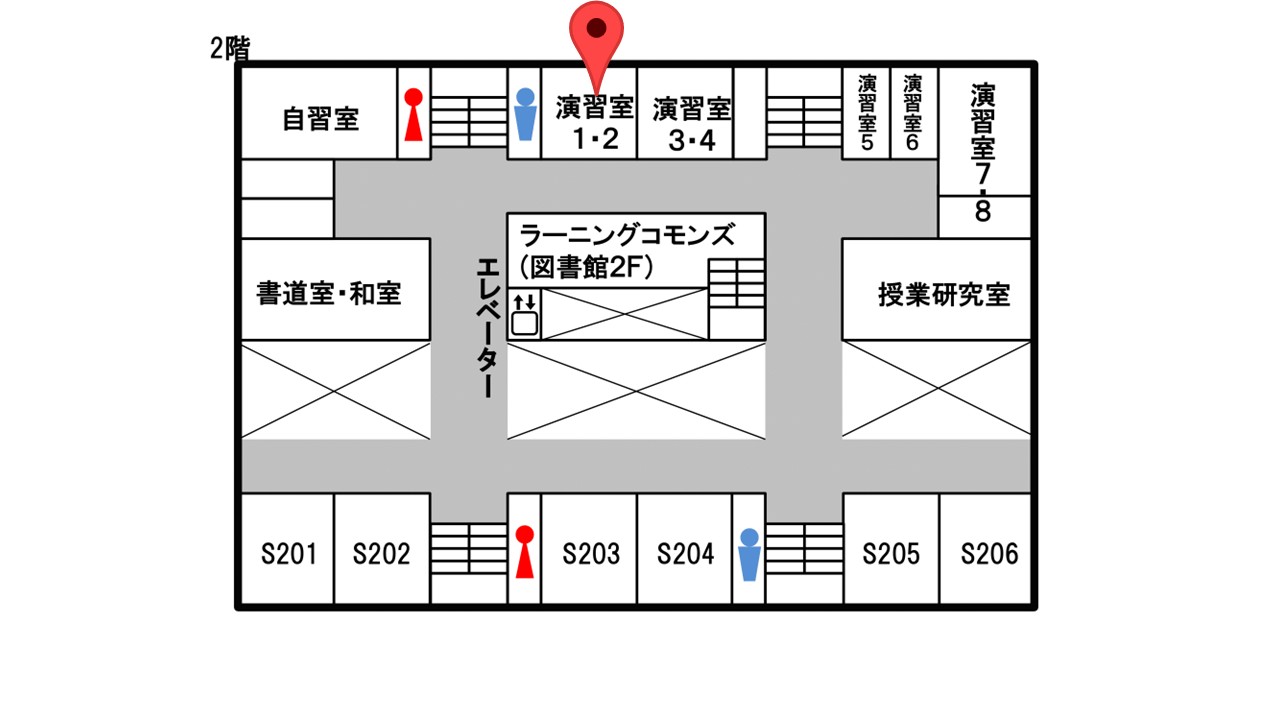 2階
自習室
演習室
1・2
演習室
3・4
演習室5
演習室6
演習室7・8
ラーニングコモンズ
(図書館2F)
エレベーター
書道室・和室
授業研究室
S201
S202
S203
S204
S205
S206